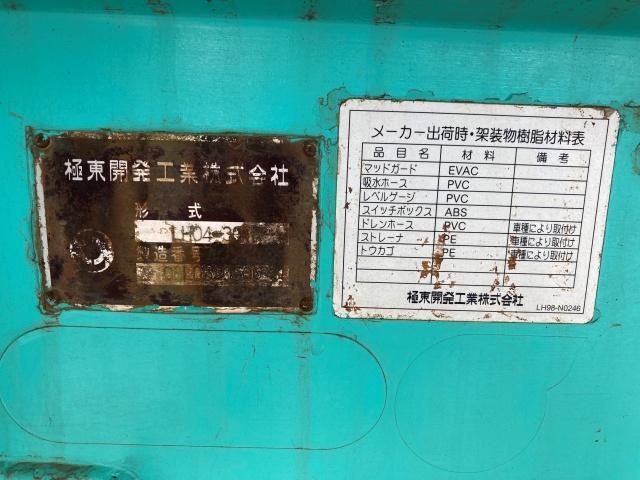 極東開発工業株式会社
形 式
製造番号
メーカー出荷時・架装物樹脂材料表
品目名 材料 備考
マッドガード EVAC
吸水ホース PVC
レベルゲージ PVC
スイッチボックス ABS
ドレンホース PVC 車種により取付け
ストレーナ PE 車種により取付け
トウカゴ PE 車種により取付け
極東開発工業株式会社
LH98-N0246